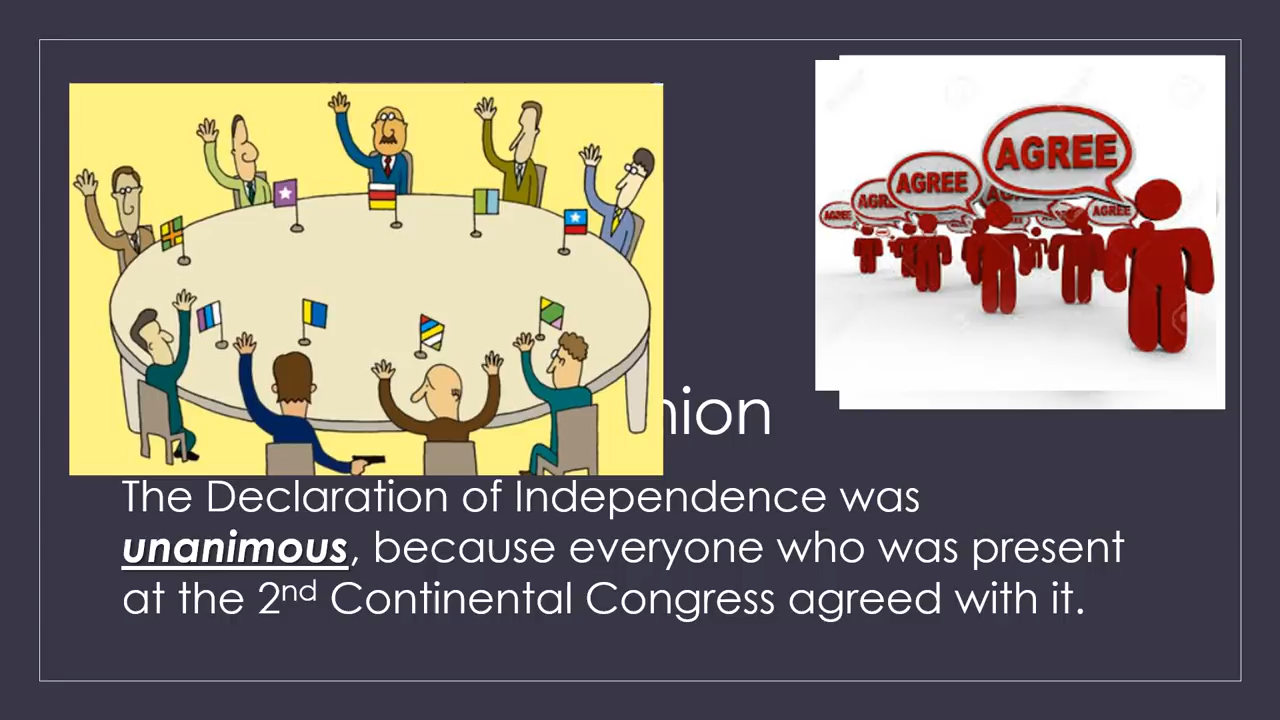 AGREE
AGREE
AGREE
AGREE
nion
The Declaration of Independence was
unanimous, because everyone who was present
at the 2nd Continental Congress agreed with it.